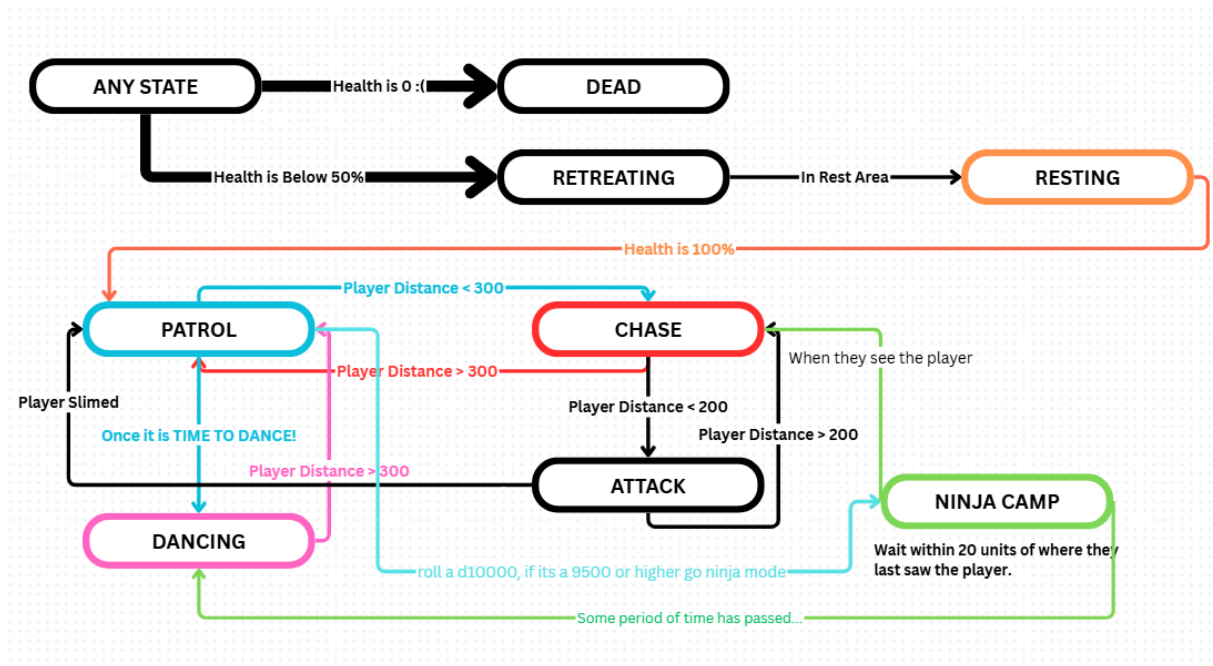 ANY STATE
Health is 0 :(
DEAD
Health is Below 50%
RETREATING
In Rest Area
RESTING
Health is 100%
Player Distance < 300
PATROL
CHASE
When they see the player
Player Distance > 300
Player Slimed
Player Distance < 200
Once it is TIME TO DANCE!
Player Distance > 200
Player Distance > 300
ATTACK
NINJA CAMP
DANCING
Wait within 20 units of where they
last saw the player.
roll a d10000, if its a 9500 or higher go ninja mode
Some period of time has passed...